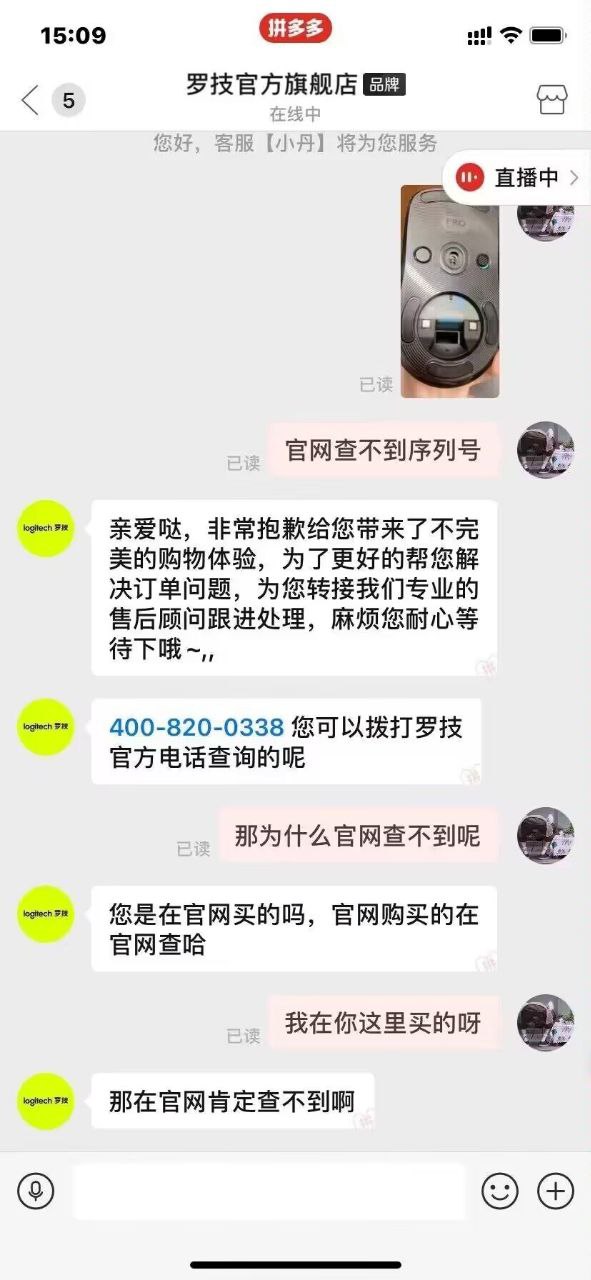 15:09
拼多多
5
罗技官方旗舰店 品牌
在线中
您好，客服【小丹】将为您服务
直播中
PRO
已读
官网查不到序列号
已读
logitech 罗技
亲爱哒，非常抱歉给您带来了不完
美的购物体验，为了更好的帮您解
决订单问题，为您转接我们专业的
售后顾问跟进处理，麻烦您耐心等
待下哦~,,
logitech 罗技
400-820-0338 您可以拨打罗技
官方电话查询的呢
那为什么官网查不到呢
已读
logitech 罗技
您是在官网买的吗，官网购买的在
官网查哈
我在你这里买的呀
已读
logitech 罗技
那在官网肯定查不到啊